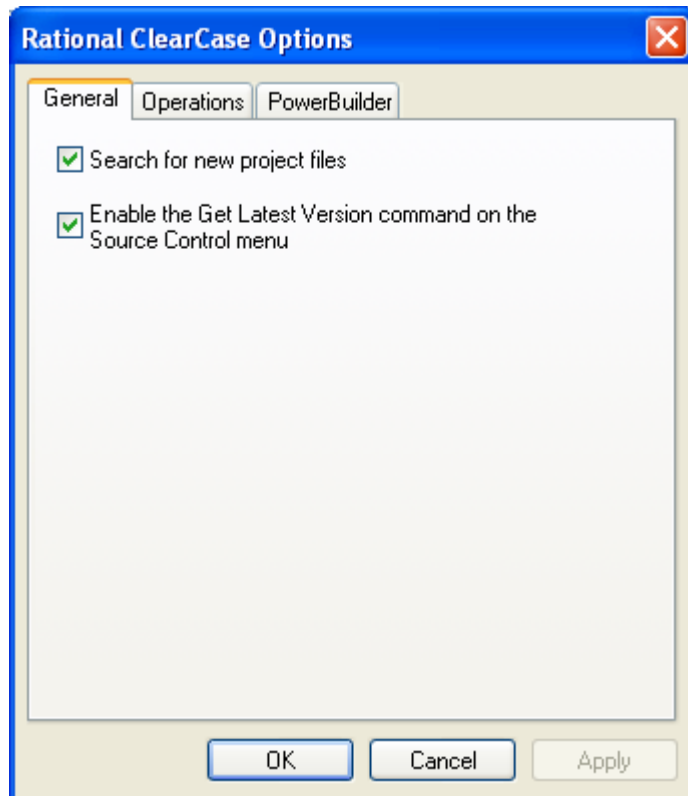 Rational ClearCase Options
General Operations PowerBuilder
Search for new project files
Enable the Get Latest Version command on the
Source Control menu
OK Cancel Apply